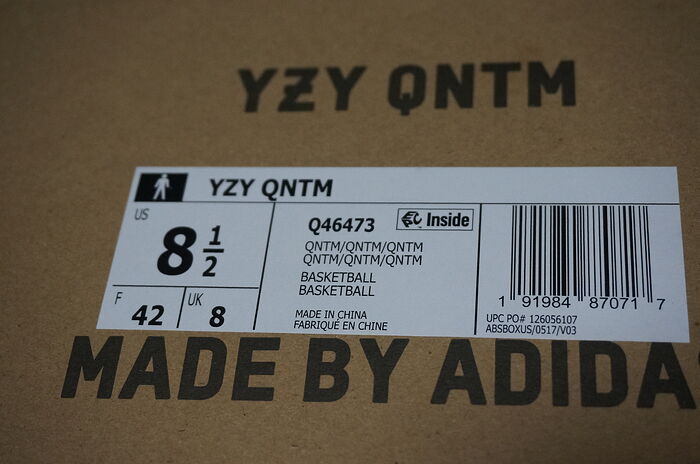 YZY QNTM
YZY QNTM
US
8 1/2
F
42
UK
8
Q46473
Inside
QNTM/QNTM/QNTM
QNTM/QNTM/QNTM
BASKETBALL
BASKETBALL
MADE IN CHINA
FABRIQUÉ EN CHINE
1 91984 87071 7
UPC PO# 126056107
ABSBOXUS/0517/V03
MADE BY ADIDAS